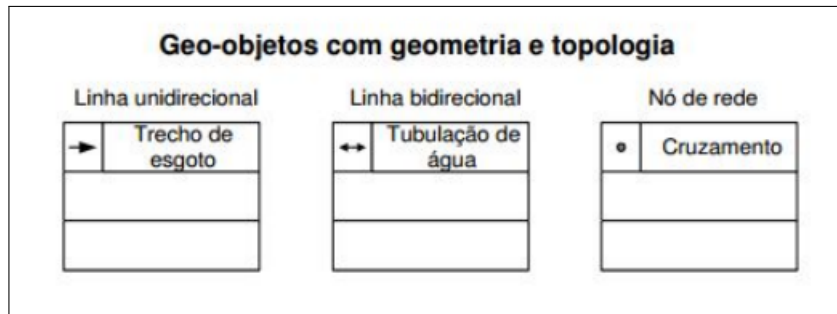 Geo-objetos com geometria e topologia
Linha unidirecional
Trecho de
esgoto
Linha bidirecional
Tubulação de
água
Nó de rede
Cruzamento